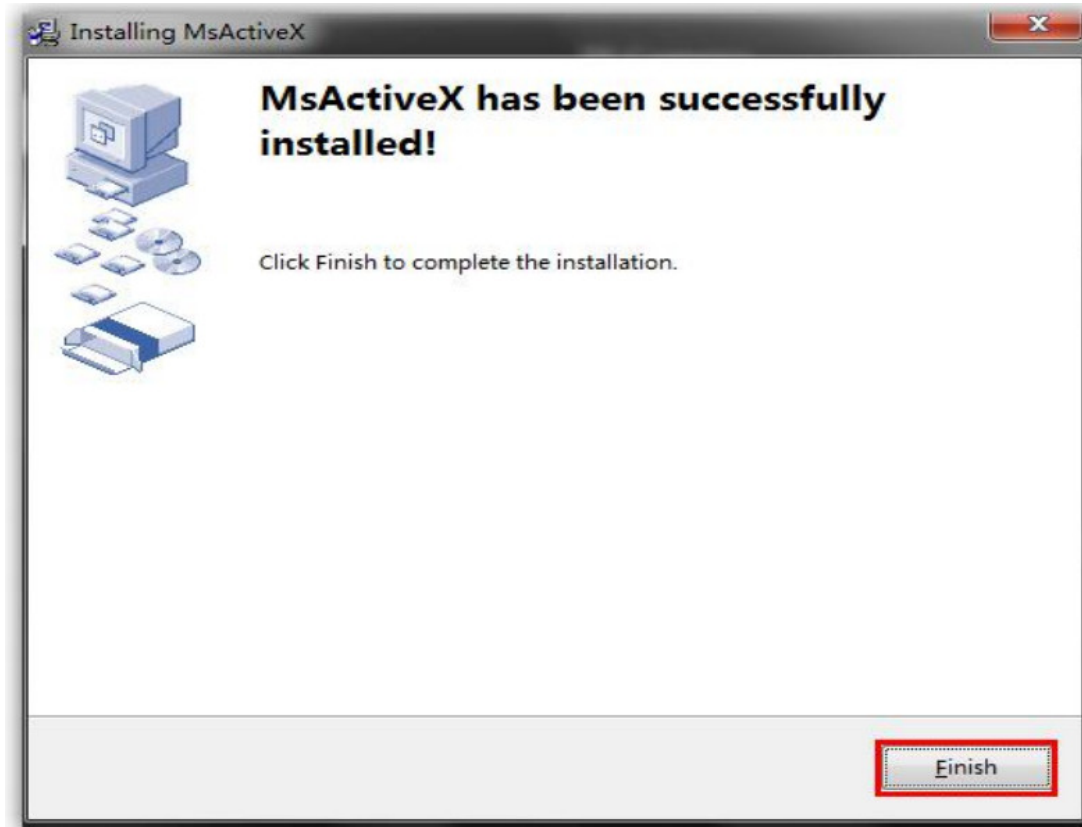 Installing MsActiveX
MsActiveX has been successfully
installed!
Click Finish to complete the installation.
Finish